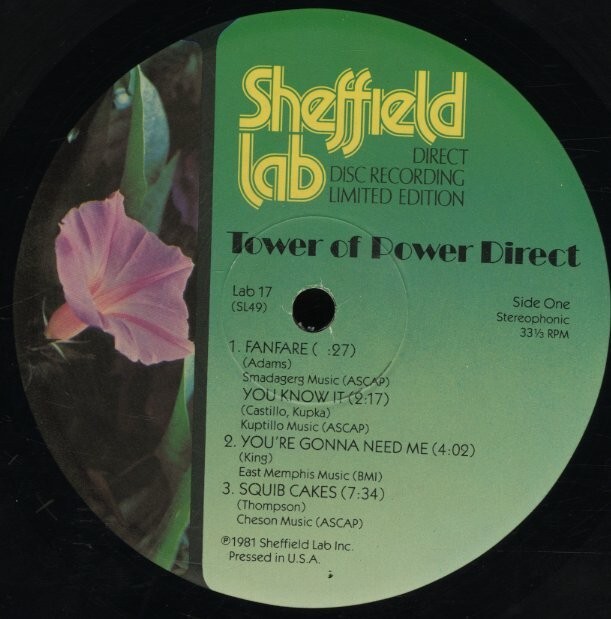 Sheffield
Lab
DIRECT
DISC RECORDING
LIMITED EDITION
Tower of Power Direct
Lab 17
(SL49)
Side One
Stereophonic
33⅓ RPM
1. FANFARE ( :27)
(Adams)
Smadagerg Music (ASCAP)
YOU KNOW IT (2:17)
(Castillo, Kupka)
Kuptillo Music (ASCAP)
2. YOU'RE GONNA NEED ME (4:02)
(King)
East Memphis Music (BMI)
3. SQUIB CAKES (7:34)
(Thompson)
Cheson Music (ASCAP)
℗1981 Sheffield Lab Inc.
Pressed in U.S.A.